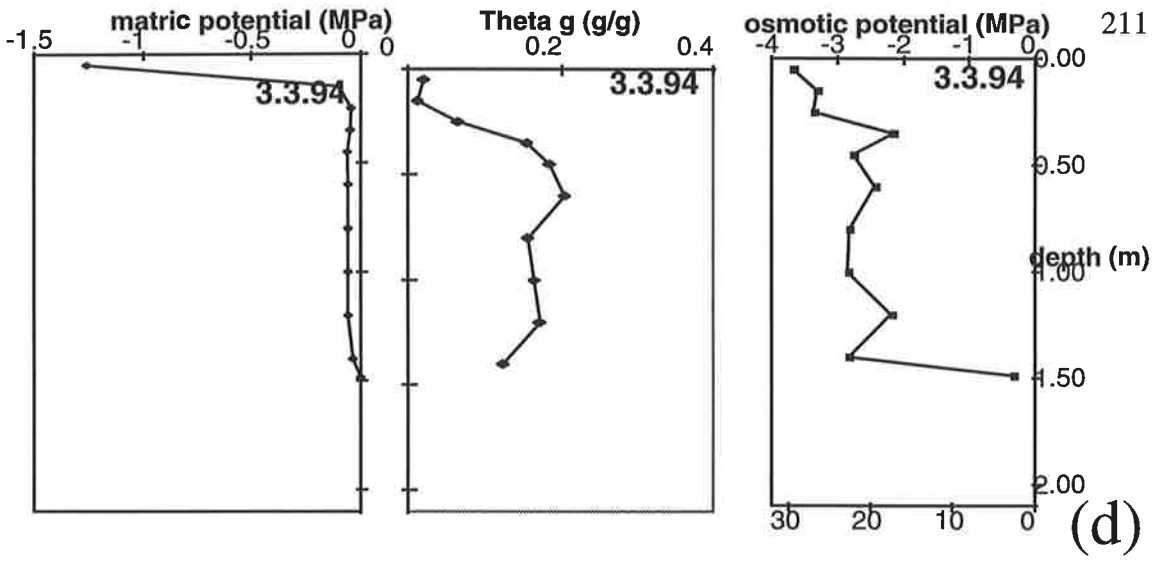 matric potential (MPa) Theta g (g/g) osmotic potential (MPa) 211
-1.5 -1 -0.5 0 0 0.2 0.4 -4 -3 -2 -1 0
0.00
3.3.94 3.3.94 3.3.94
0.50
depth (m)
1.00
1.50
2.00
30 20 10 0
(d)